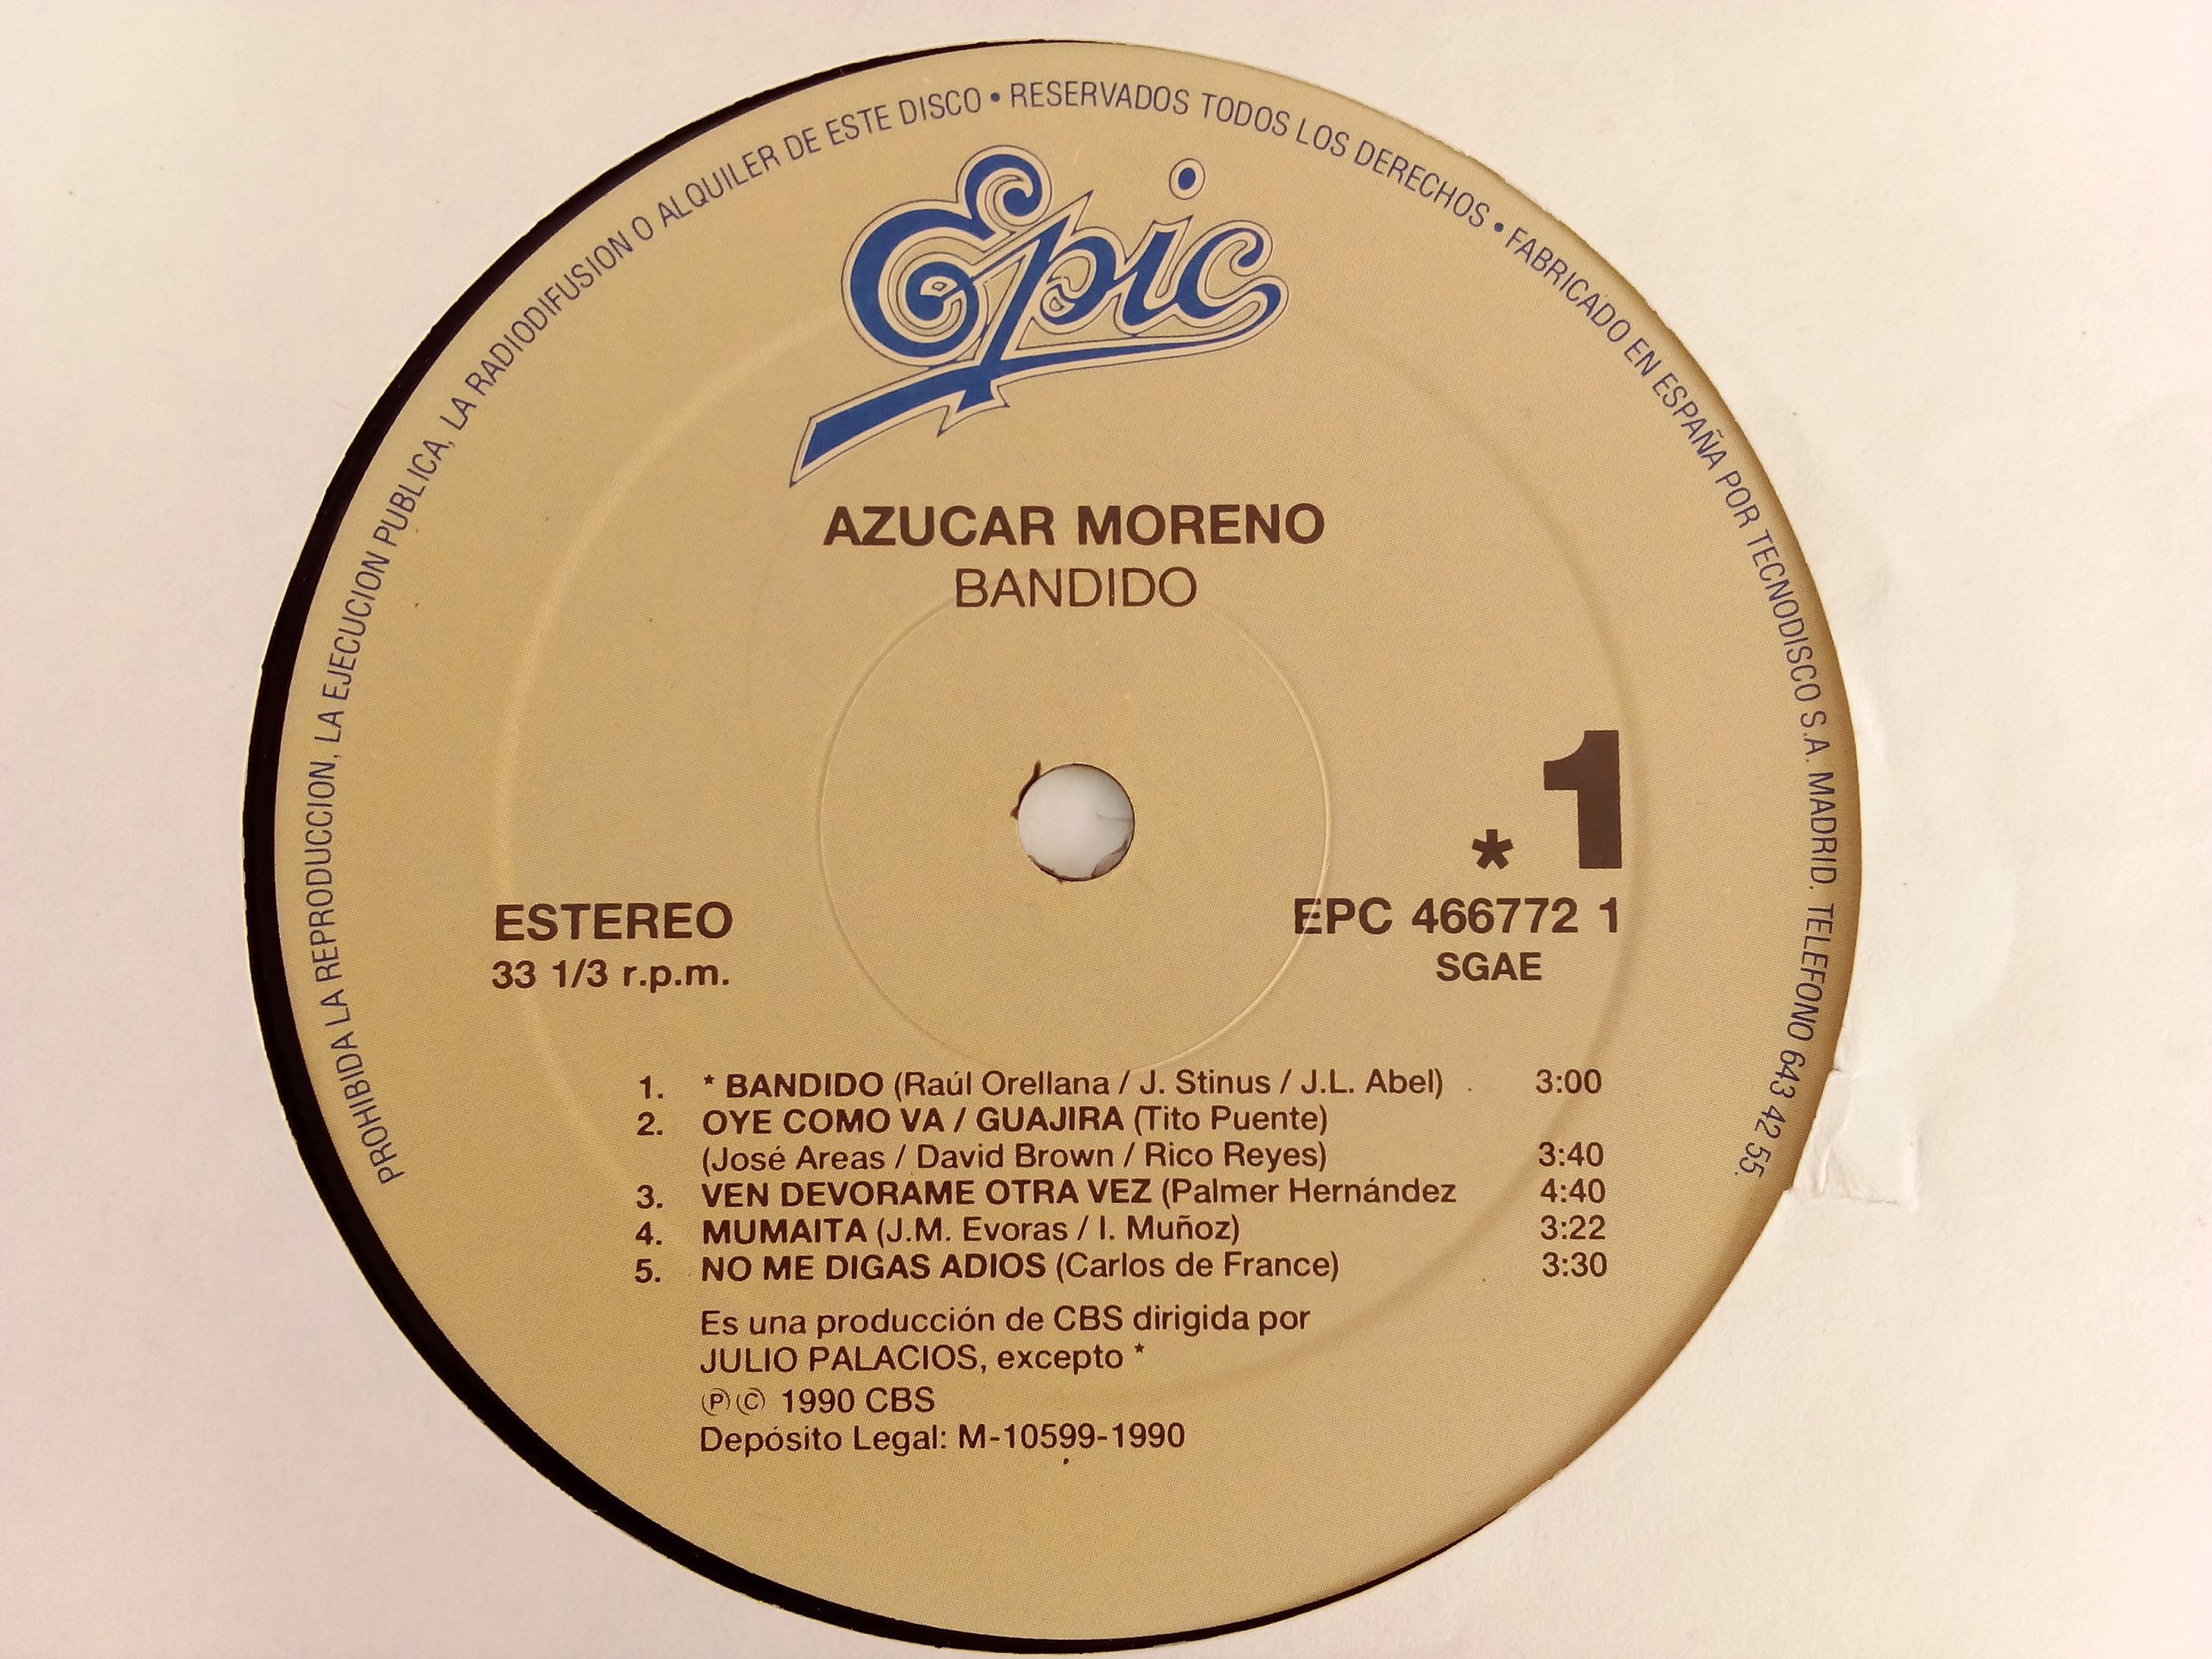 PROHIBIDA LA REPRODUCCION, LA EJECUCION PUBLICA, LA RADIODIFUSION O ALQUILER DE ESTE DISCO • RESERVADOS TODOS LOS DERECHOS • FABRICADO EN ESPAÑA POR TECNODISCO S.A. MADRID. TELEFONO 643 42 55.
Epic
AZUCAR MORENO
BANDIDO
* 1
ESTEREO
33 1/3 r.p.m.
EPC 466772 1
SGAE
1. * BANDIDO (Raúl Orellana / J. Stinus / J.L. Abel) 3:00
2. OYE COMO VA / GUAJIRA (Tito Puente)
(José Areas / David Brown / Rico Reyes) 3:40
3. VEN DEVORAME OTRA VEZ (Palmer Hernández 4:40
4. MUMAITA (J.M. Evoras / I. Muñoz) 3:22
5. NO ME DIGAS ADIOS (Carlos de France) 3:30
Es una producción de CBS dirigida por
JULIO PALACIOS, excepto *
Ⓟ Ⓒ 1990 CBS
Depósito Legal: M-10599-1990